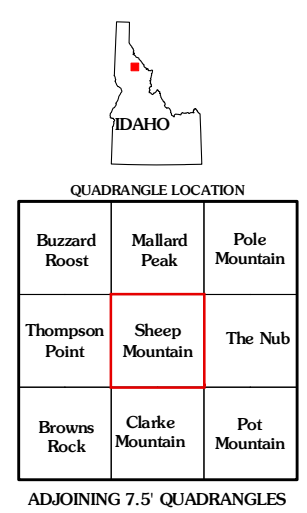 IDAHO
QUADRANGLE LOCATION
Buzzard Roost
Mallard Peak
Pole Mountain
Thompson Point
Sheep Mountain
The Nub
Browns Rock
Clarke Mountain
Pot Mountain
ADJOINING 7.5' QUADRANGLES